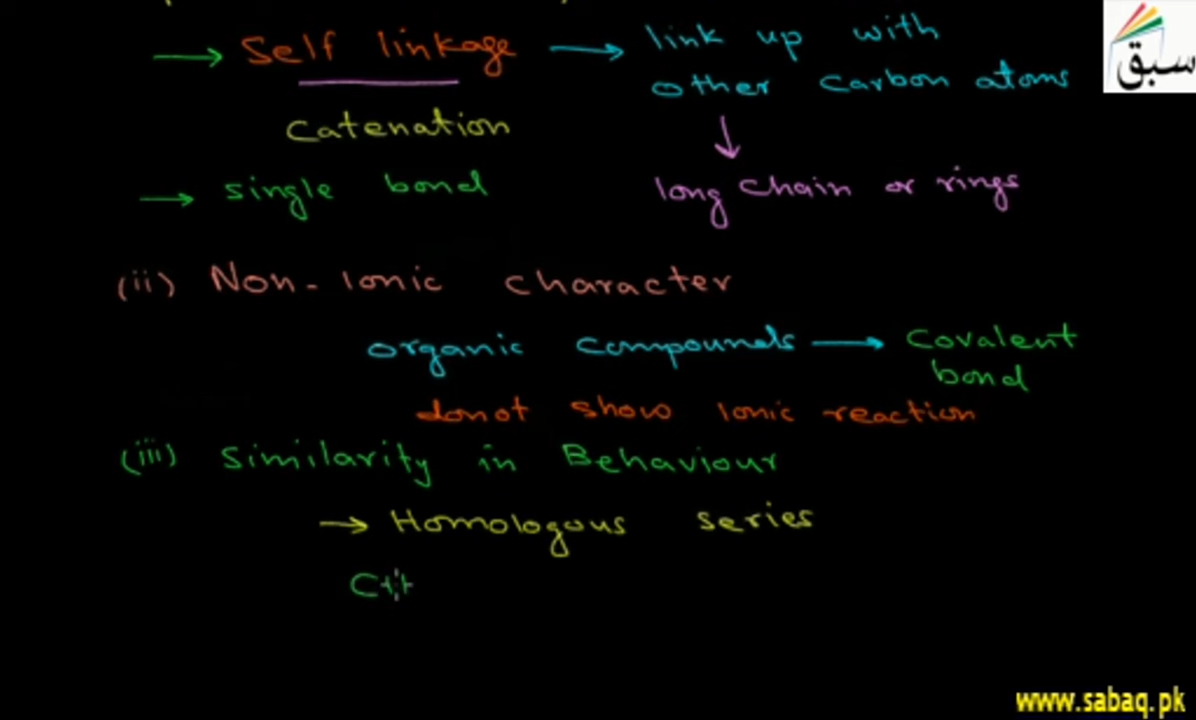 → Self linkage → link up with
other carbon atoms
Catenation ↓
→ single bond long chain or rings
(ii) Non-Ionic character
organic compounds → covalent
bond
donot show Ionic reaction
(iii) Similarity in Behaviour
→ Homologous series
CH
سبق
www.sabaq.pk